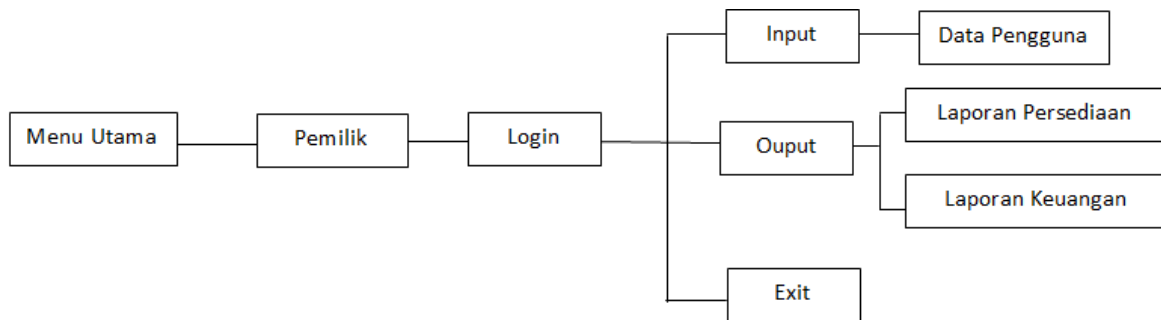 Menu Utama
Pemilik
Login
Input
Data Pengguna
Ouput
Laporan Persediaan
Laporan Keuangan
Exit